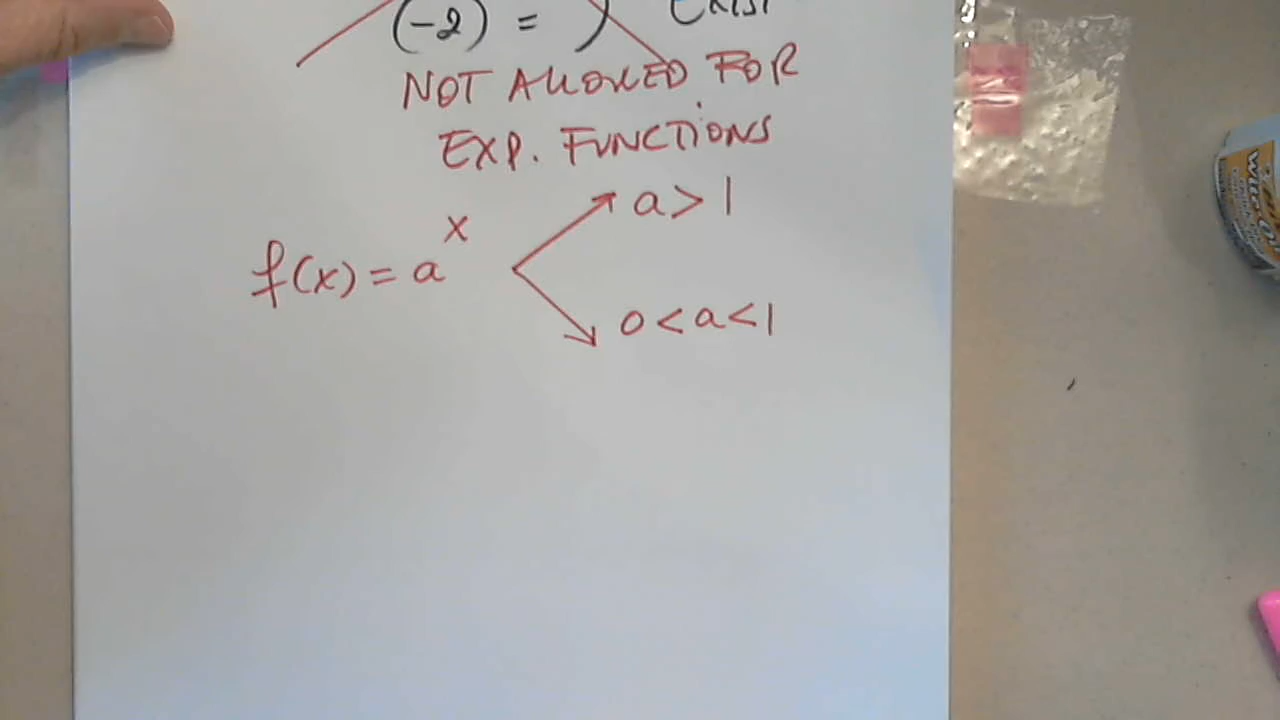 (-2) =
NOT ALLOWED FOR
EXP. FUNCTIONS
f(x) = a^x
a > 1
0 < a < 1